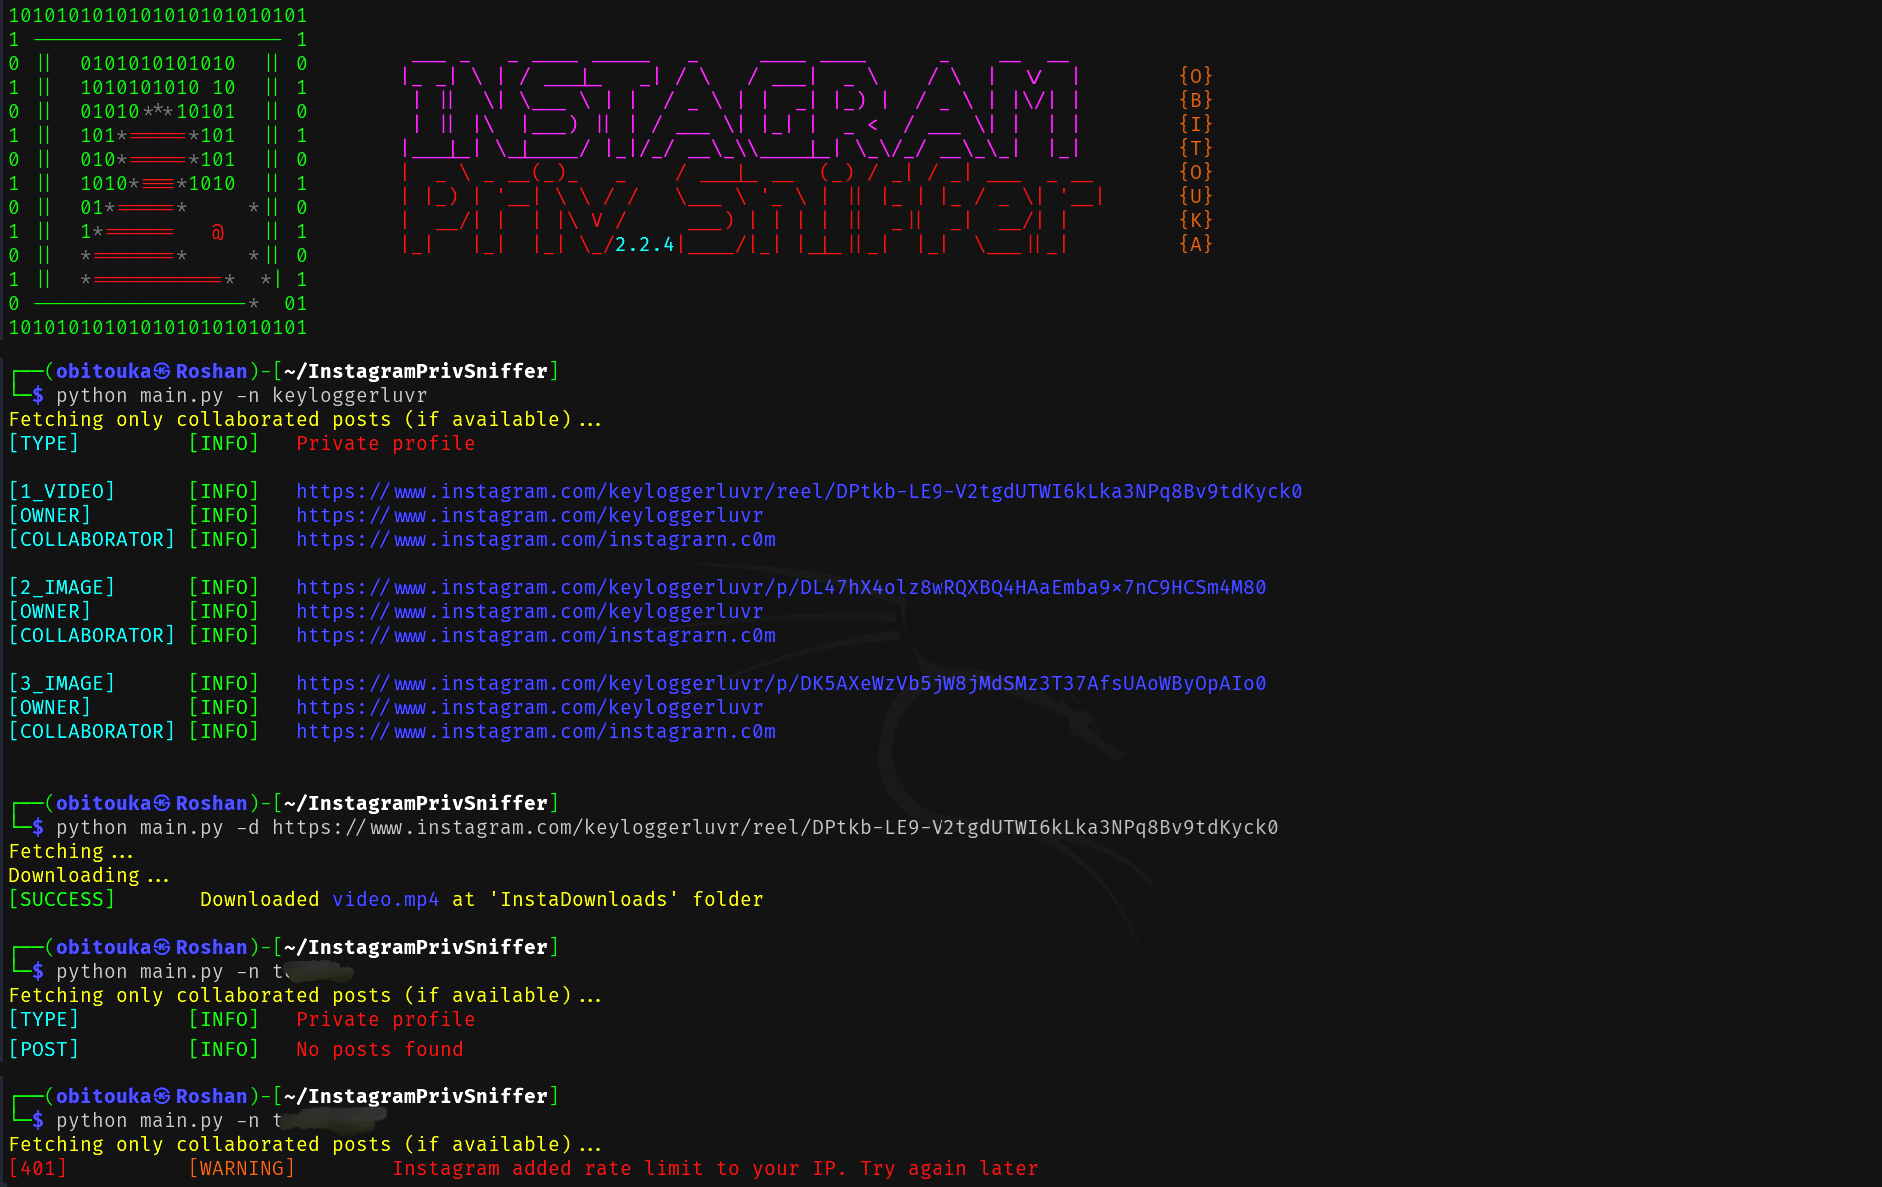 1010101010101010101010101
1 1
0 || 0101010101010 || 0
1 || 1010101010 10 || 1
0 || 01010***10101 || 0
1 || 101*=====*101 || 1
0 || 010*=====*101 || 0
1 || 1010*===*1010 || 1
0 || 01*=====* *|| 0
1 || 1*====== @ || 1
0 || *=======* *|| 0
1 || *===========* *| 1
0 * 01
1010101010101010101010101
INSTAGRAM
Priv Sniffer
2.2.4
{O}
{B}
{I}
{T}
{O}
{U}
{K}
{A}
┌──(obitouka㉿Roshan)-[~/InstagramPrivSniffer]
└─$ python main.py -n keyloggerluvr
Fetching only collaborated posts (if available)...
[TYPE] [INFO] Private profile
[1_VIDEO] [INFO] https://www.instagram.com/keyloggerluvr/reel/DPtkb-LE9-V2tgdUTWI6kLka3NPq8Bv9tdKyck0
[OWNER] [INFO] https://www.instagram.com/keyloggerluvr
[COLLABORATOR] [INFO] https://www.instagram.com/instagrarn.c0m
[2_IMAGE] [INFO] https://www.instagram.com/keyloggerluvr/p/DL47hX4olz8wRQXBQ4HAaEmba9×7nC9HCSm4M80
[OWNER] [INFO] https://www.instagram.com/keyloggerluvr
[COLLABORATOR] [INFO] https://www.instagram.com/instagrarn.c0m
[3_IMAGE] [INFO] https://www.instagram.com/keyloggerluvr/p/DK5AXeWzVb5jW8jMdSMz3T37AfsUAoWByOpAIo0
[OWNER] [INFO] https://www.instagram.com/keyloggerluvr
[COLLABORATOR] [INFO] https://www.instagram.com/instagrarn.c0m
┌──(obitouka㉿Roshan)-[~/InstagramPrivSniffer]
└─$ python main.py -d https://www.instagram.com/keyloggerluvr/reel/DPtkb-LE9-V2tgdUTWI6kLka3NPq8Bv9tdKyck0
Fetching...
Downloading...
[SUCCESS] Downloaded video.mp4 at 'InstaDownloads' folder
┌──(obitouka㉿Roshan)-[~/InstagramPrivSniffer]
└─$ python main.py -n
Fetching only collaborated posts (if available)...
[TYPE] [INFO] Private profile
[POST] [INFO] No posts found
┌──(obitouka㉿Roshan)-[~/InstagramPrivSniffer]
└─$ python main.py -n
Fetching only collaborated posts (if available)...
[401] [WARNING] Instagram added rate limit to your IP. Try again later